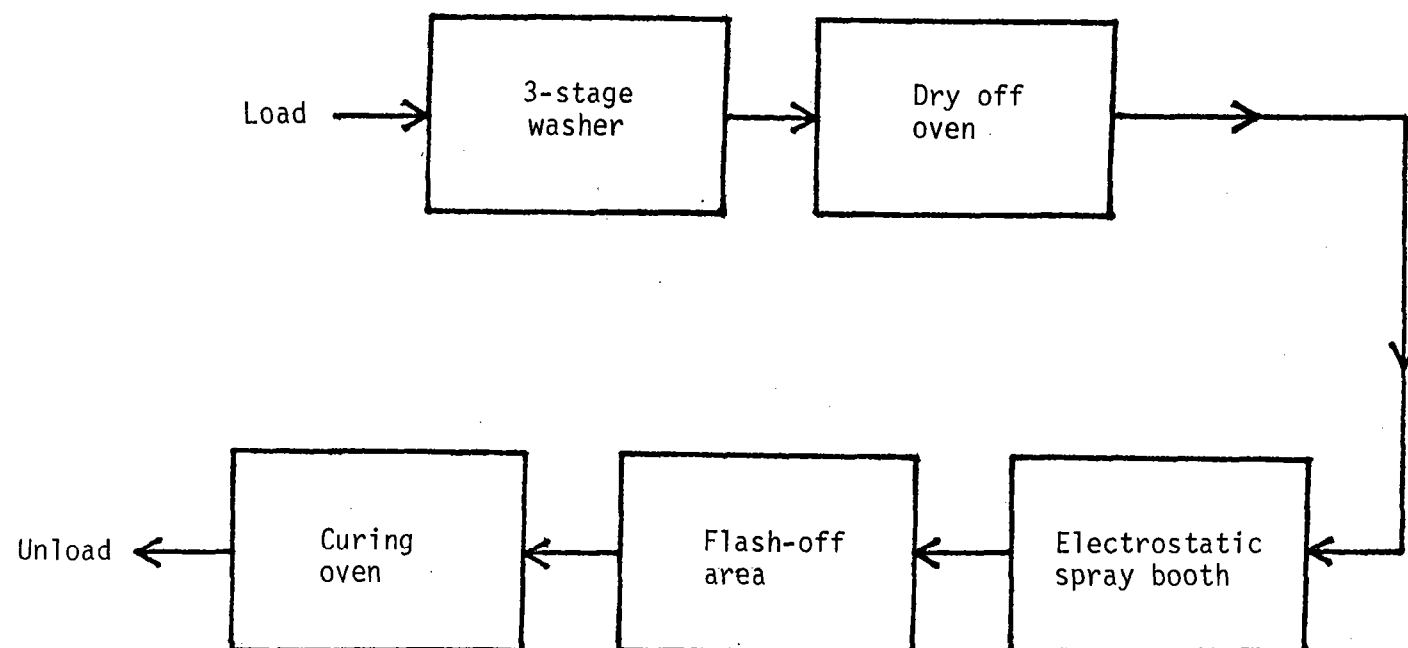 Load
3-stage
washer
Dry off
oven
Unload
Curing
oven
Flash-off
area
Electrostatic
spray booth